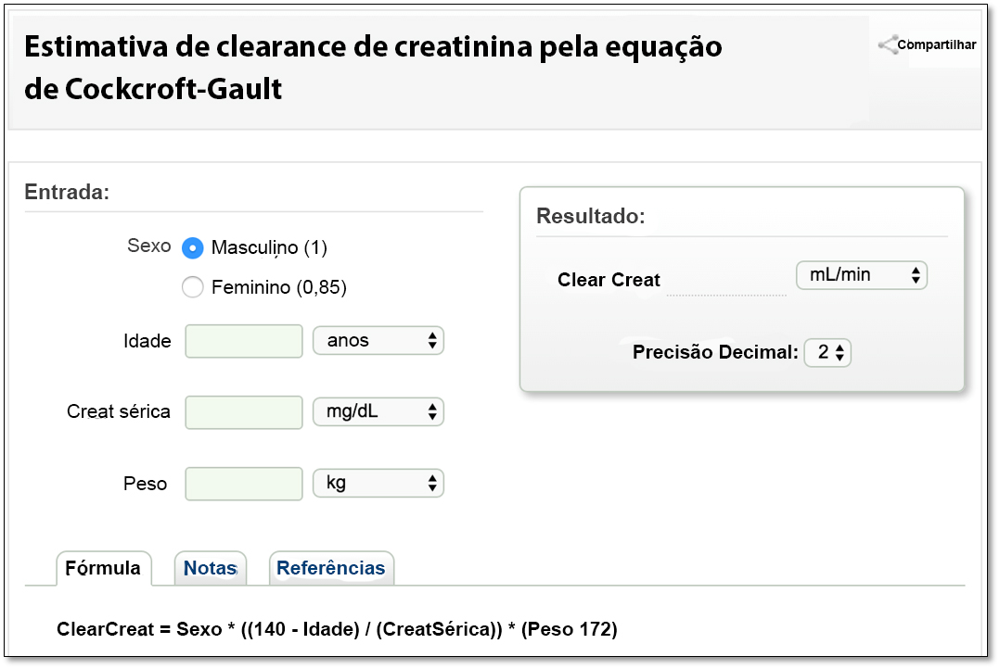 Estimativa de clearance de creatinina pela equação
de Cockcroft-Gault
Compartilhar
Entrada:
Sexo Masculino (1)
Feminino (0,85)
Idade anos
Creat sérica mg/dL
Peso kg
Resultado:
Clear Creat mL/min
Precisão Decimal: 2
Fórmula Notas Referências
ClearCreat = Sexo * ((140 - Idade) / (CreatSérica)) * (Peso 172)